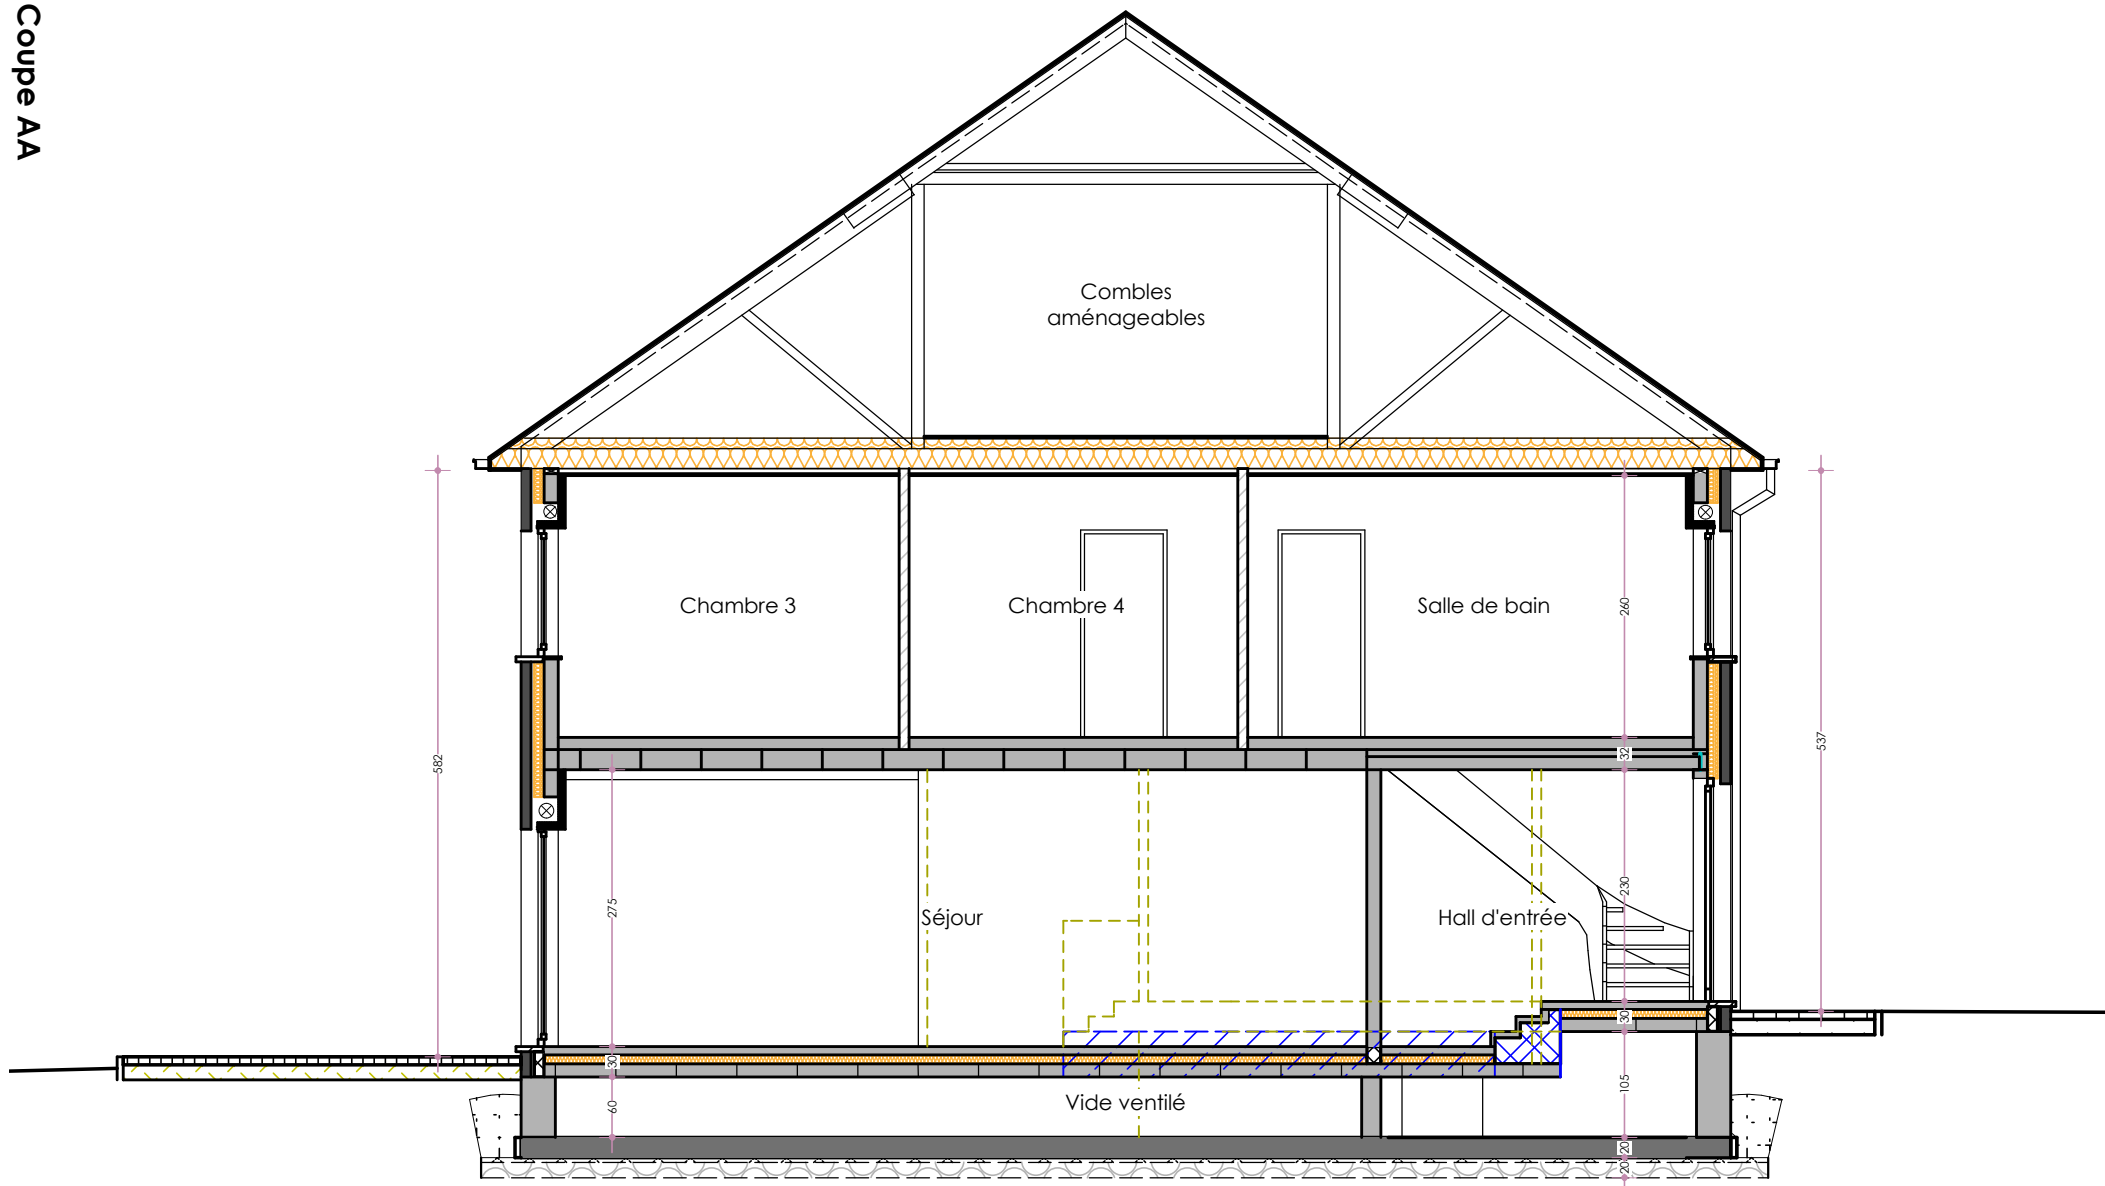 Coupe AA
Combles
aménageables
Chambre 3
Chambre 4
Salle de bain
260
582
537
32
275
230
Séjour
Hall d'entrée
30
30
60
Vide ventilé
105
20
20